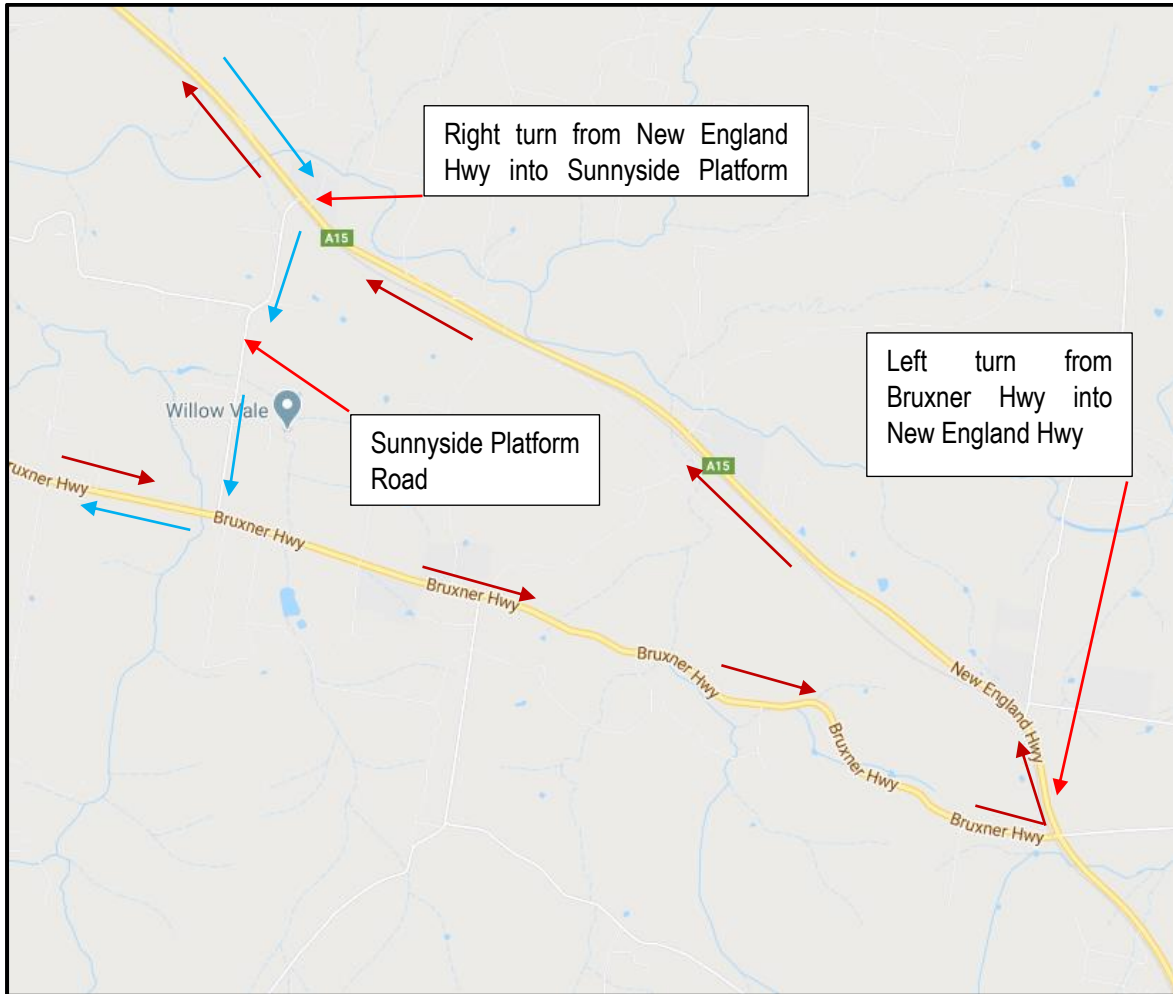 Right turn from New England
Hwy into Sunnyside Platform
A15
Left turn from
Bruxner Hwy into
New England Hwy
Willow Vale
Sunnyside Platform
Road
A15
ruxner Hwy
Bruxner Hwy
Bruxner Hwy
Bruxner Hwy
New England Hwy
Bruxner Hwy
Bruxner Hwy